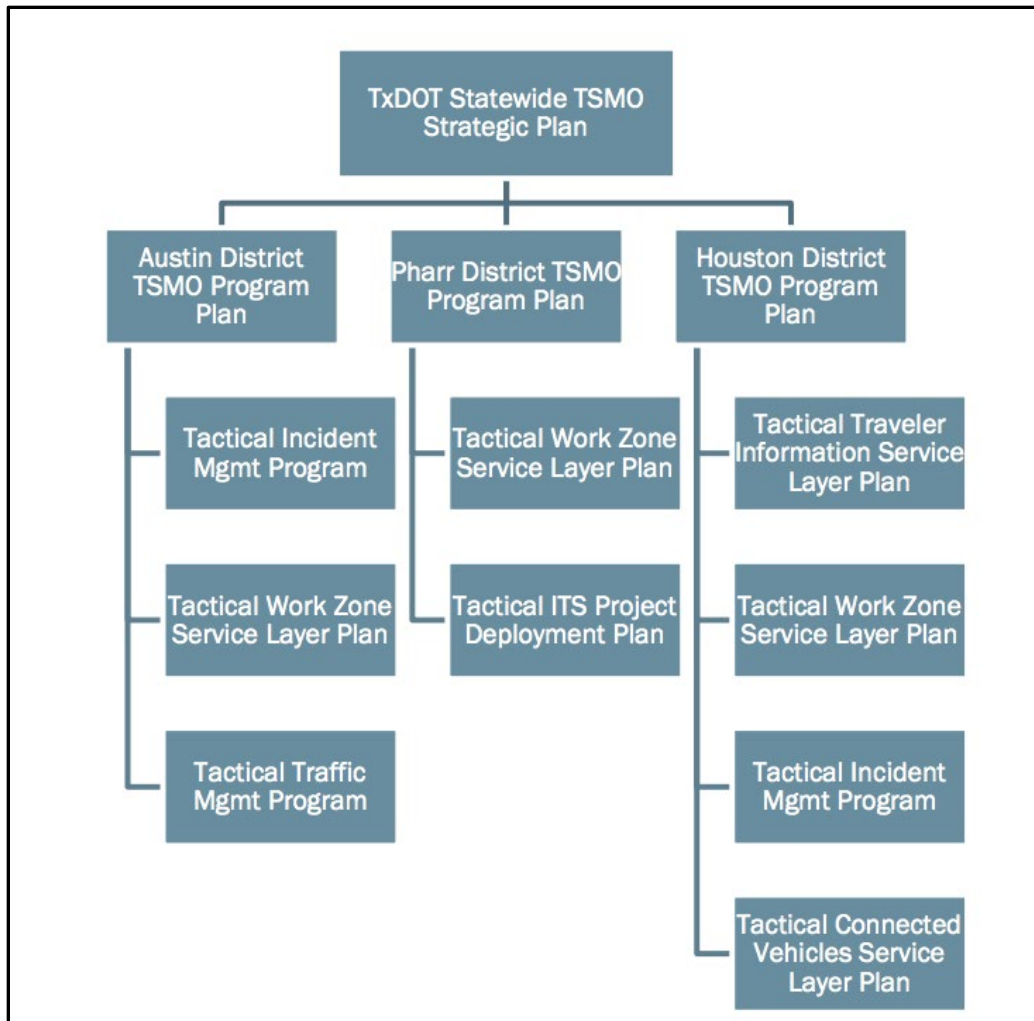 TxDOT Statewide TSMO
Strategic Plan
Austin District
TSMO Program
Plan
Pharr District TSMO
Program Plan
Houston District
TSMO Program
Plan
Tactical Incident
Mgmt Program
Tactical Work Zone
Service Layer Plan
Tactical Traffic
Mgmt Program
Tactical Work Zone
Service Layer Plan
Tactical ITS Project
Deployment Plan
Tactical Traveler
Information Service
Layer Plan
Tactical Work Zone
Service Layer Plan
Tactical Incident
Mgmt Program
Tactical Connected
Vehicles Service
Layer Plan